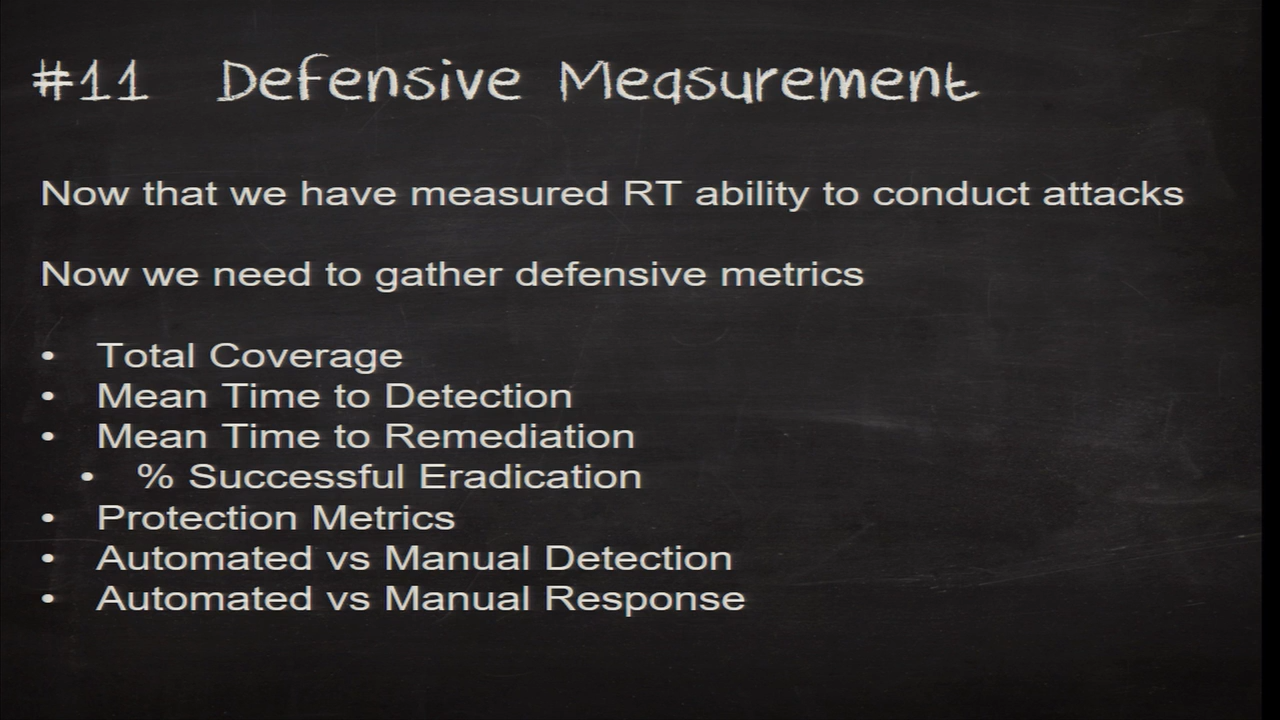 #11 Defensive Measurement
Now that we have measured RT ability to conduct attacks
Now we need to gather defensive metrics
• Total Coverage
• Mean Time to Detection
• Mean Time to Remediation
• % Successful Eradication
• Protection Metrics
• Automated vs Manual Detection
• Automated vs Manual Response